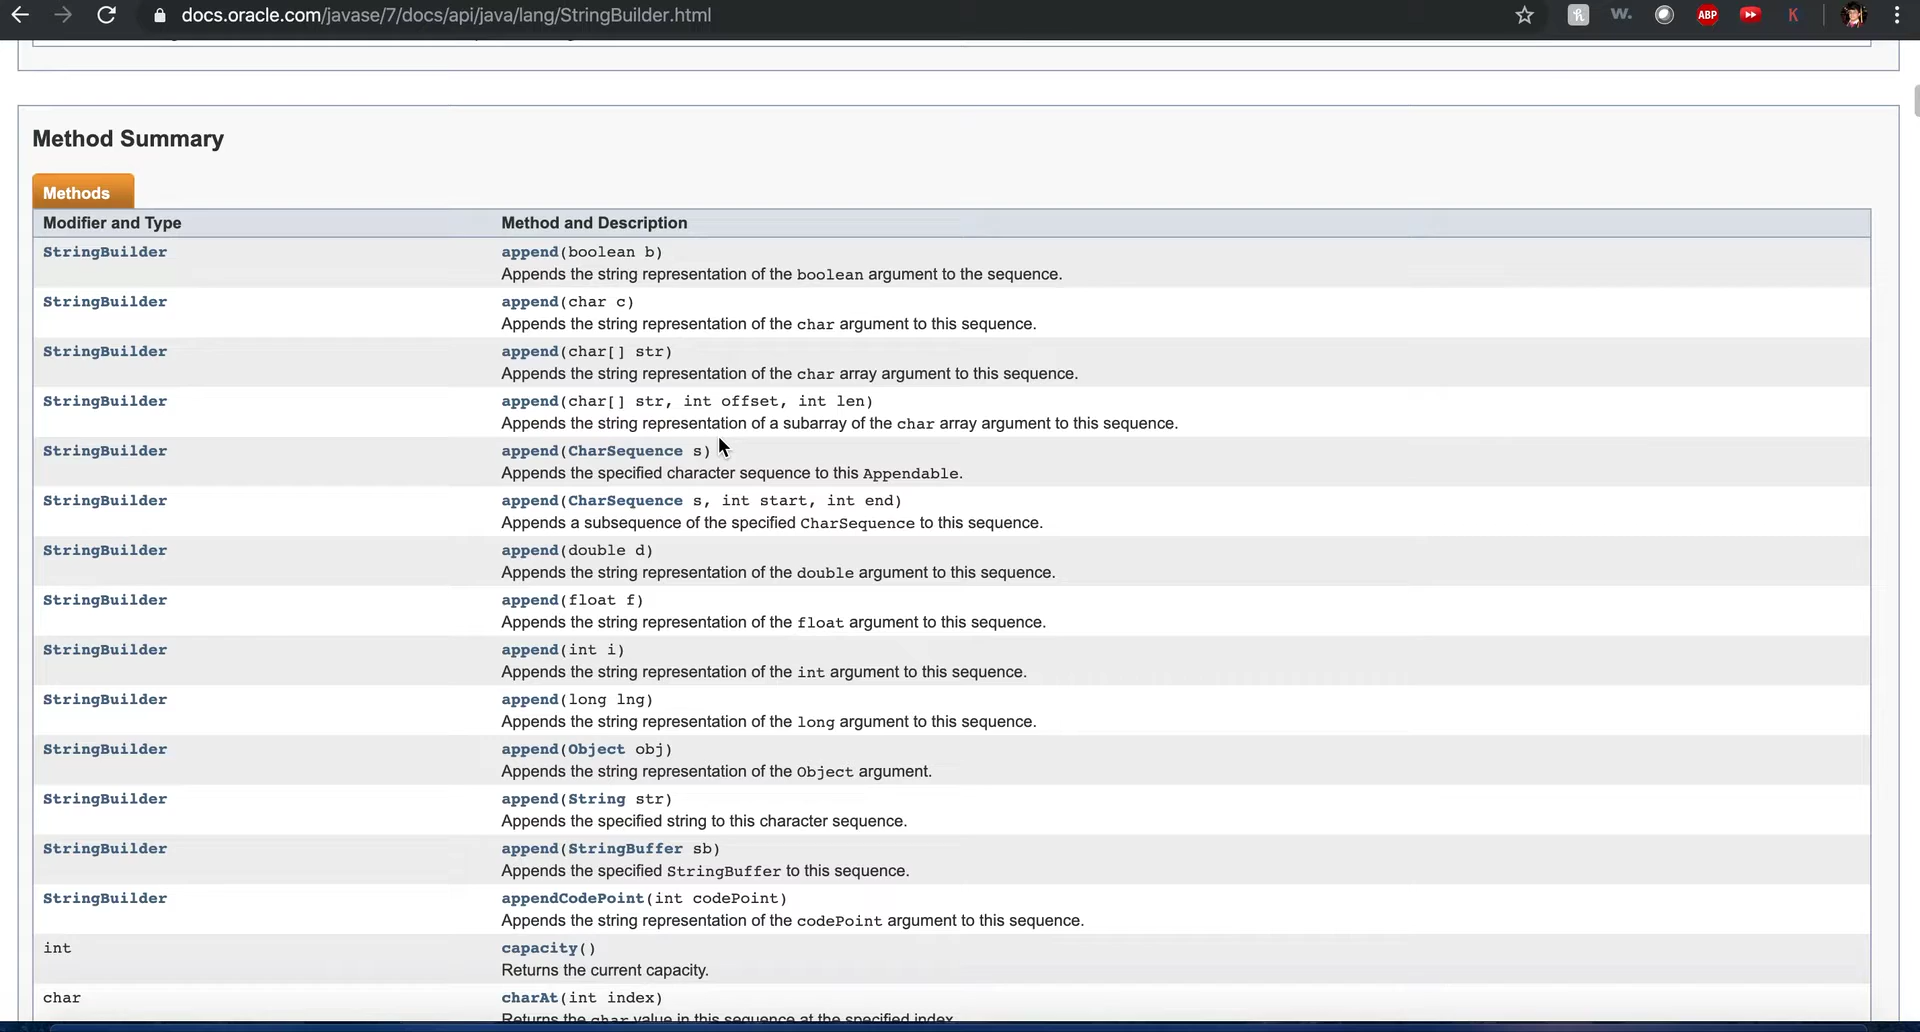 docs.oracle.com/javase/7/docs/api/java/lang/StringBuilder.html
w.
ABP
K
Method Summary
Methods
Modifier and Type Method and Description
StringBuilder append(boolean b)
Appends the string representation of the boolean argument to the sequence.
StringBuilder append(char c)
Appends the string representation of the char argument to this sequence.
StringBuilder append(char[] str)
Appends the string representation of the char array argument to this sequence.
StringBuilder append(char[] str, int offset, int len)
Appends the string representation of a subarray of the char array argument to this sequence.
StringBuilder append(CharSequence s)
Appends the specified character sequence to this Appendable.
StringBuilder append(CharSequence s, int start, int end)
Appends a subsequence of the specified CharSequence to this sequence.
StringBuilder append(double d)
Appends the string representation of the double argument to this sequence.
StringBuilder append(float f)
Appends the string representation of the float argument to this sequence.
StringBuilder append(int i)
Appends the string representation of the int argument to this sequence.
StringBuilder append(long lng)
Appends the string representation of the long argument to this sequence.
StringBuilder append(Object obj)
Appends the string representation of the Object argument.
StringBuilder append(String str)
Appends the specified string to this character sequence.
StringBuilder append(StringBuffer sb)
Appends the specified StringBuffer to this sequence.
StringBuilder appendCodePoint(int codePoint)
Appends the string representation of the codePoint argument to this sequence.
int capacity()
Returns the current capacity.
char charAt(int index)
Returns the char value in this sequence at the specified index.